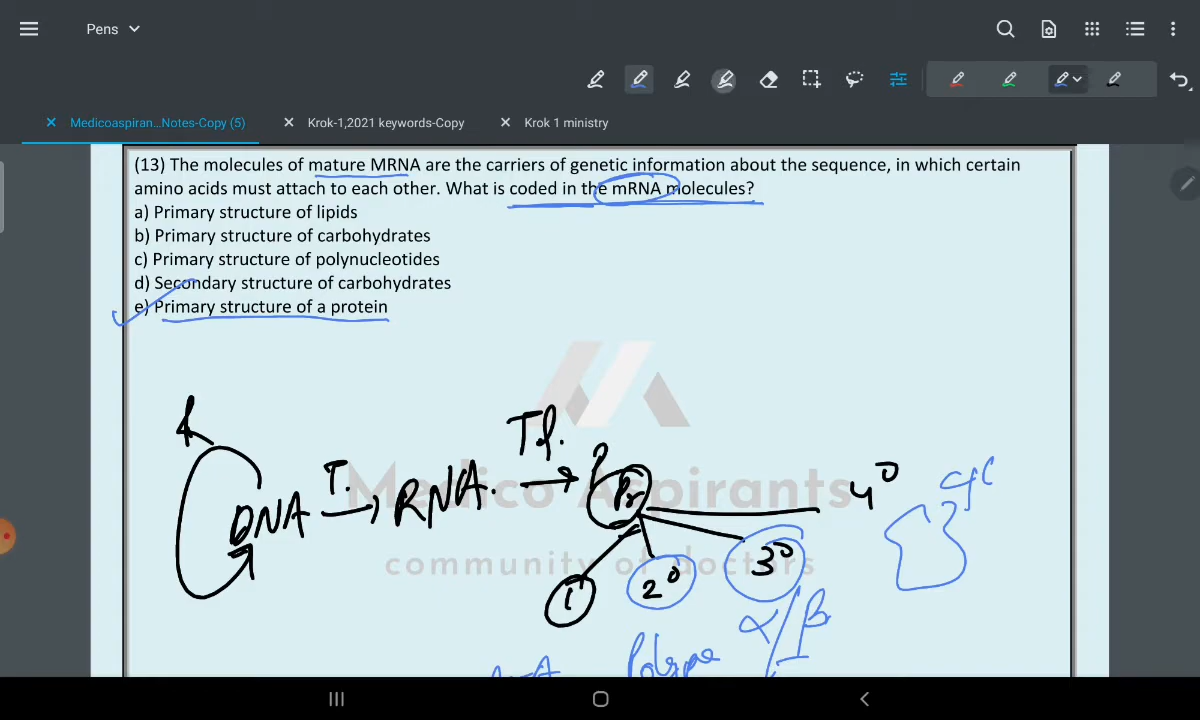 Pens
Medicoaspiran...Notes-Copy (5)
Krok-1,2021 keywords-Copy
Krok 1 ministry
(13) The molecules of mature MRNA are the carriers of genetic information about the sequence, in which certain
amino acids must attach to each other. What is coded in the mRNA molecules?
a) Primary structure of lipids
b) Primary structure of carbohydrates
c) Primary structure of polynucleotides
d) Secondary structure of carbohydrates
e) Primary structure of a protein
Medico Aspirants
community of doctors
DNA T. → RNA. Tl. → Pr
1° 2° 3° 4°
α/β